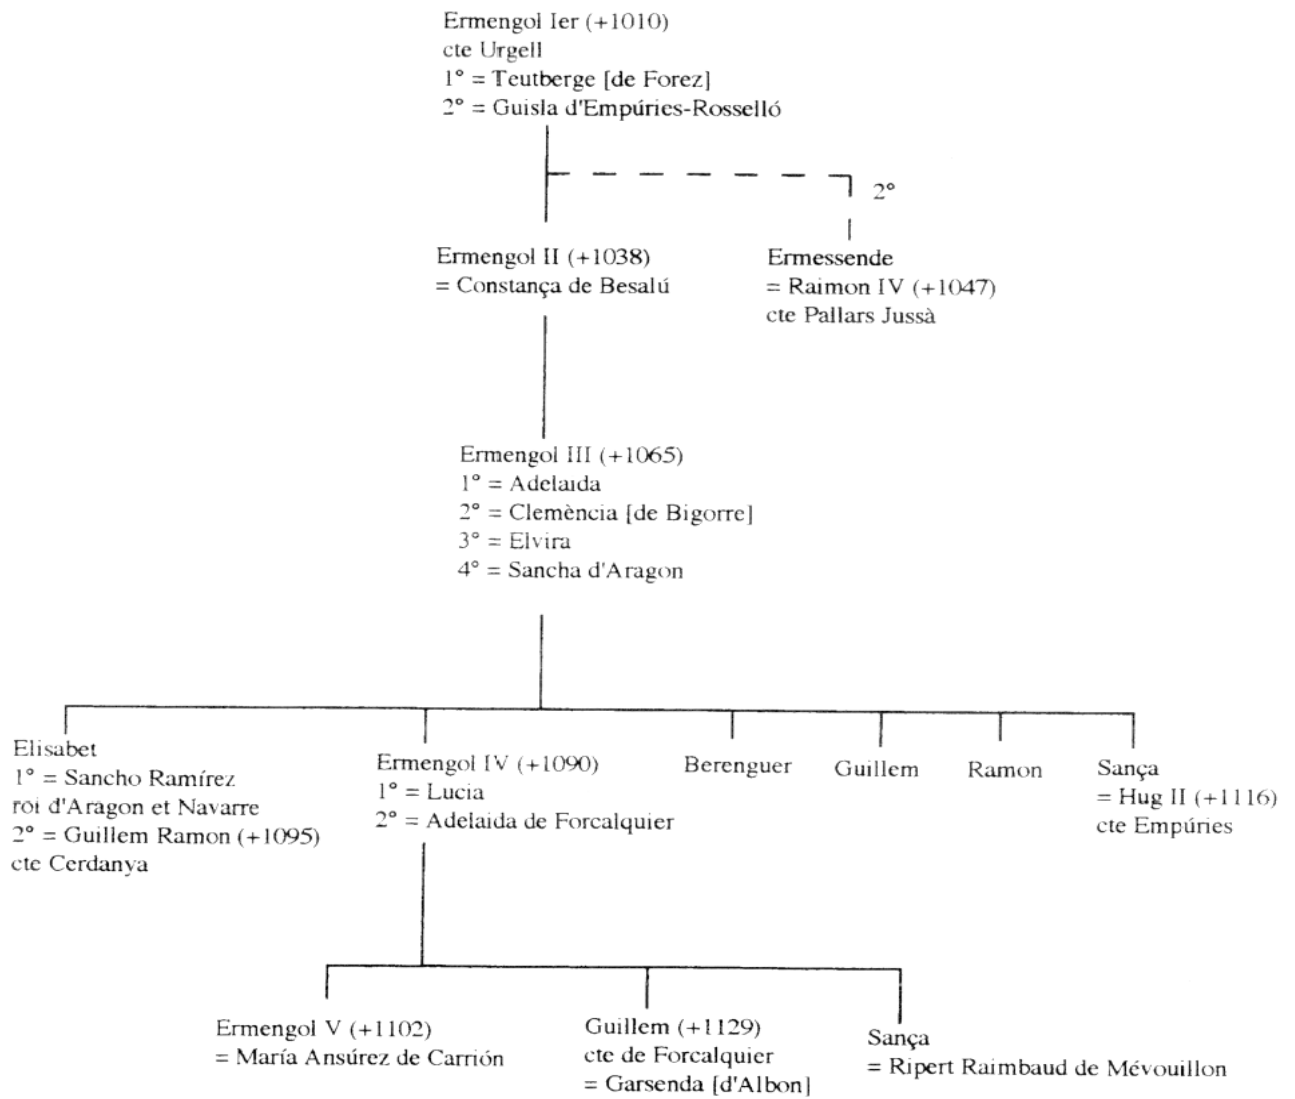 Ermengol Ier (+1010)
cte Urgell
1° = Teutberge [de Forez]
2° = Guisla d'Empúries-Rosselló
2°
Ermengol II (+1038)
= Constança de Besalú
Ermessende
= Raimon IV (+1047)
cte Pallars Jussà
Ermengol III (+1065)
1° = Adelaida
2° = Clemència [de Bigorre]
3° = Elvira
4° = Sancha d'Aragon
Elisabet
1° = Sancho Ramírez
roi d'Aragon et Navarre
2° = Guillem Ramon (+1095)
cte Cerdanya
Ermengol IV (+1090)
1° = Lucia
2° = Adelaida de Forcalquier
Berenguer
Guillem
Ramon
Sança
= Hug II (+1116)
cte Empúries
Ermengol V (+1102)
= María Ansúrez de Carrión
Guillem (+1129)
cte de Forcalquier
= Garsenda [d'Albon]
Sança
= Ripert Raimbaud de Mévouillon